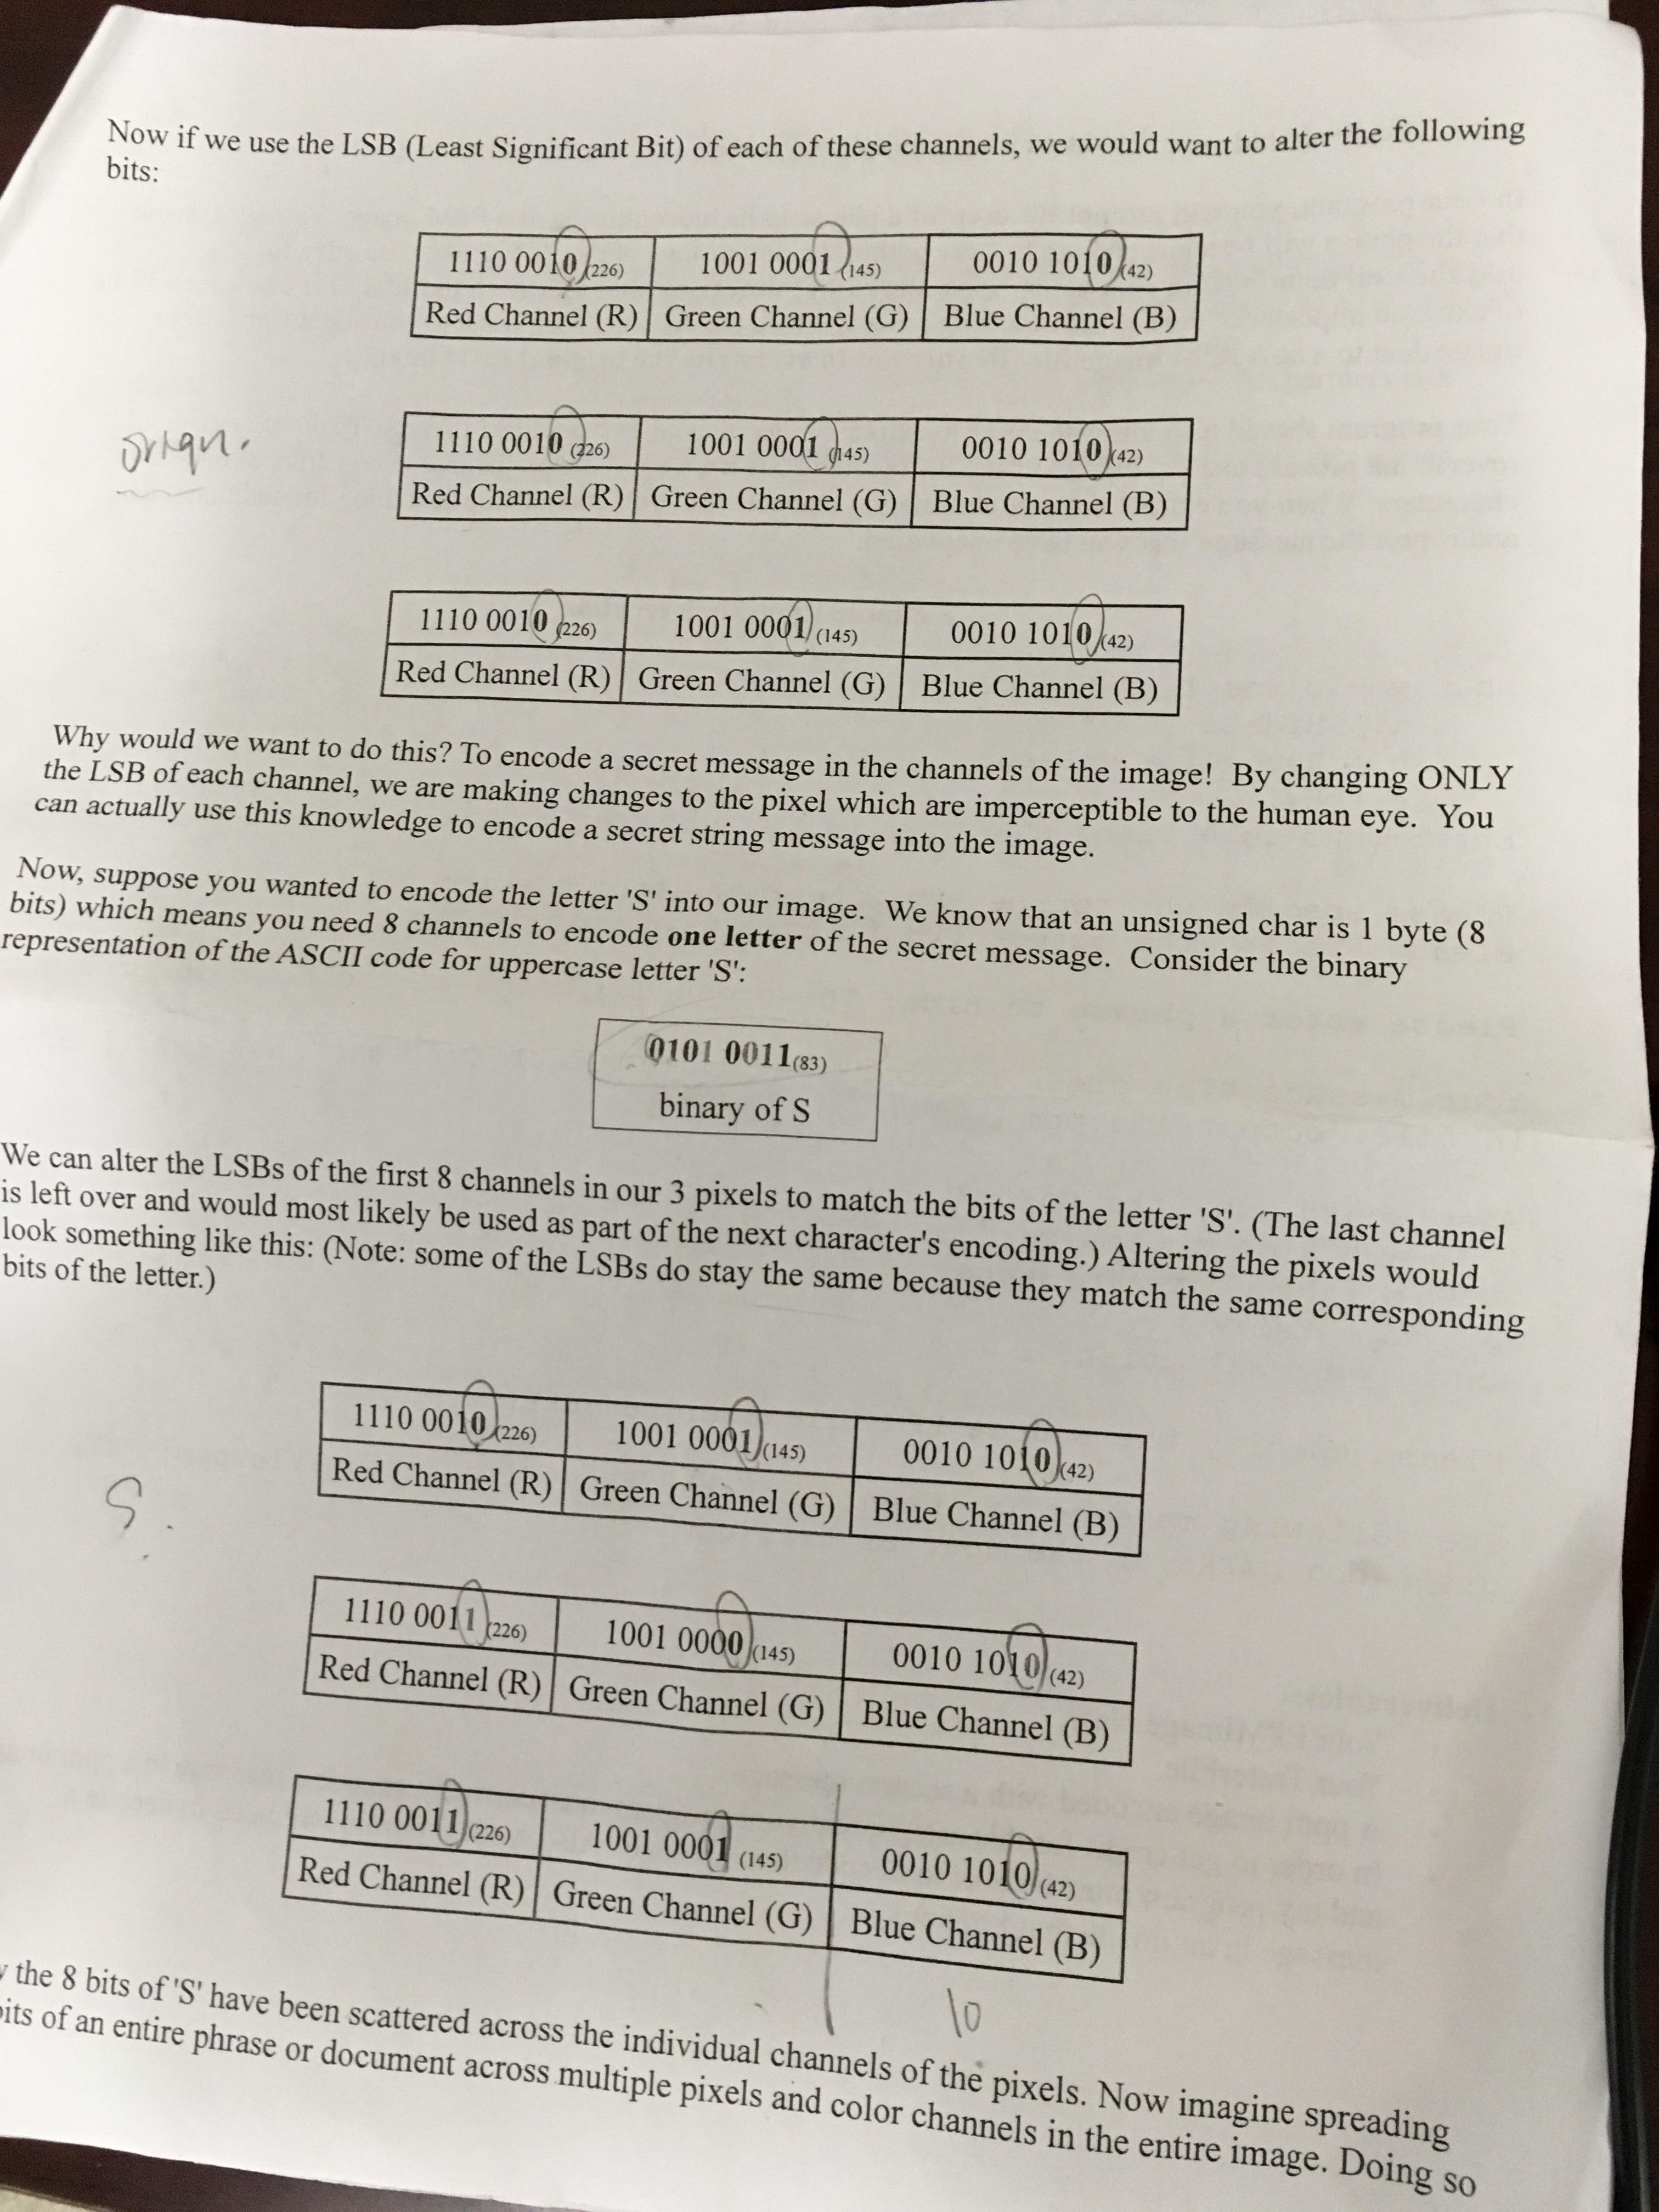 Now if we use the LSB (Least Significant Bit) of each of these channels, we would want to alter the following
bits:
1110 0010(226) 1001 0001(145) 0010 1010(42)
Red Channel (R) Green Channel (G) Blue Channel (B)
origin.
1110 0010(226) 1001 0001(145) 0010 1010(42)
Red Channel (R) Green Channel (G) Blue Channel (B)
1110 0010(226) 1001 0001(145) 0010 1010(42)
Red Channel (R) Green Channel (G) Blue Channel (B)
Why would we want to do this? To encode a secret message in the channels of the image! By changing ONLY
the LSB of each channel, we are making changes to the pixel which are imperceptible to the human eye. You
can actually use this knowledge to encode a secret string message into the image.
Now, suppose you wanted to encode the letter 'S' into our image. We know that an unsigned char is 1 byte (8
bits) which means you need 8 channels to encode one letter of the secret message. Consider the binary
representation of the ASCII code for uppercase letter 'S':
0101 0011(83)
binary of S
We can alter the LSBs of the first 8 channels in our 3 pixels to match the bits of the letter 'S'. (The last channel
is left over and would most likely be used as part of the next character's encoding.) Altering the pixels would
look something like this: (Note: some of the LSBs do stay the same because they match the same corresponding
bits of the letter.)
1110 0010(226) 1001 0001(145) 0010 1010(42)
Red Channel (R) Green Channel (G) Blue Channel (B)
S.
1110 0011(226) 1001 0000(145) 0010 1010(42)
Red Channel (R) Green Channel (G) Blue Channel (B)
1110 0011(226) 1001 0001(145) 0010 1010(42)
Red Channel (R) Green Channel (G) Blue Channel (B)
10
the 8 bits of 'S' have been scattered across the individual channels of the pixels. Now imagine spreading
bits of an entire phrase or document across multiple pixels and color channels in the entire image. Doing so